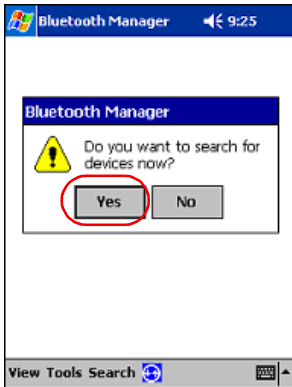 Bluetooth Manager 9:25
Bluetooth Manager
Do you want to search for
devices now?
Yes No
View Tools Search